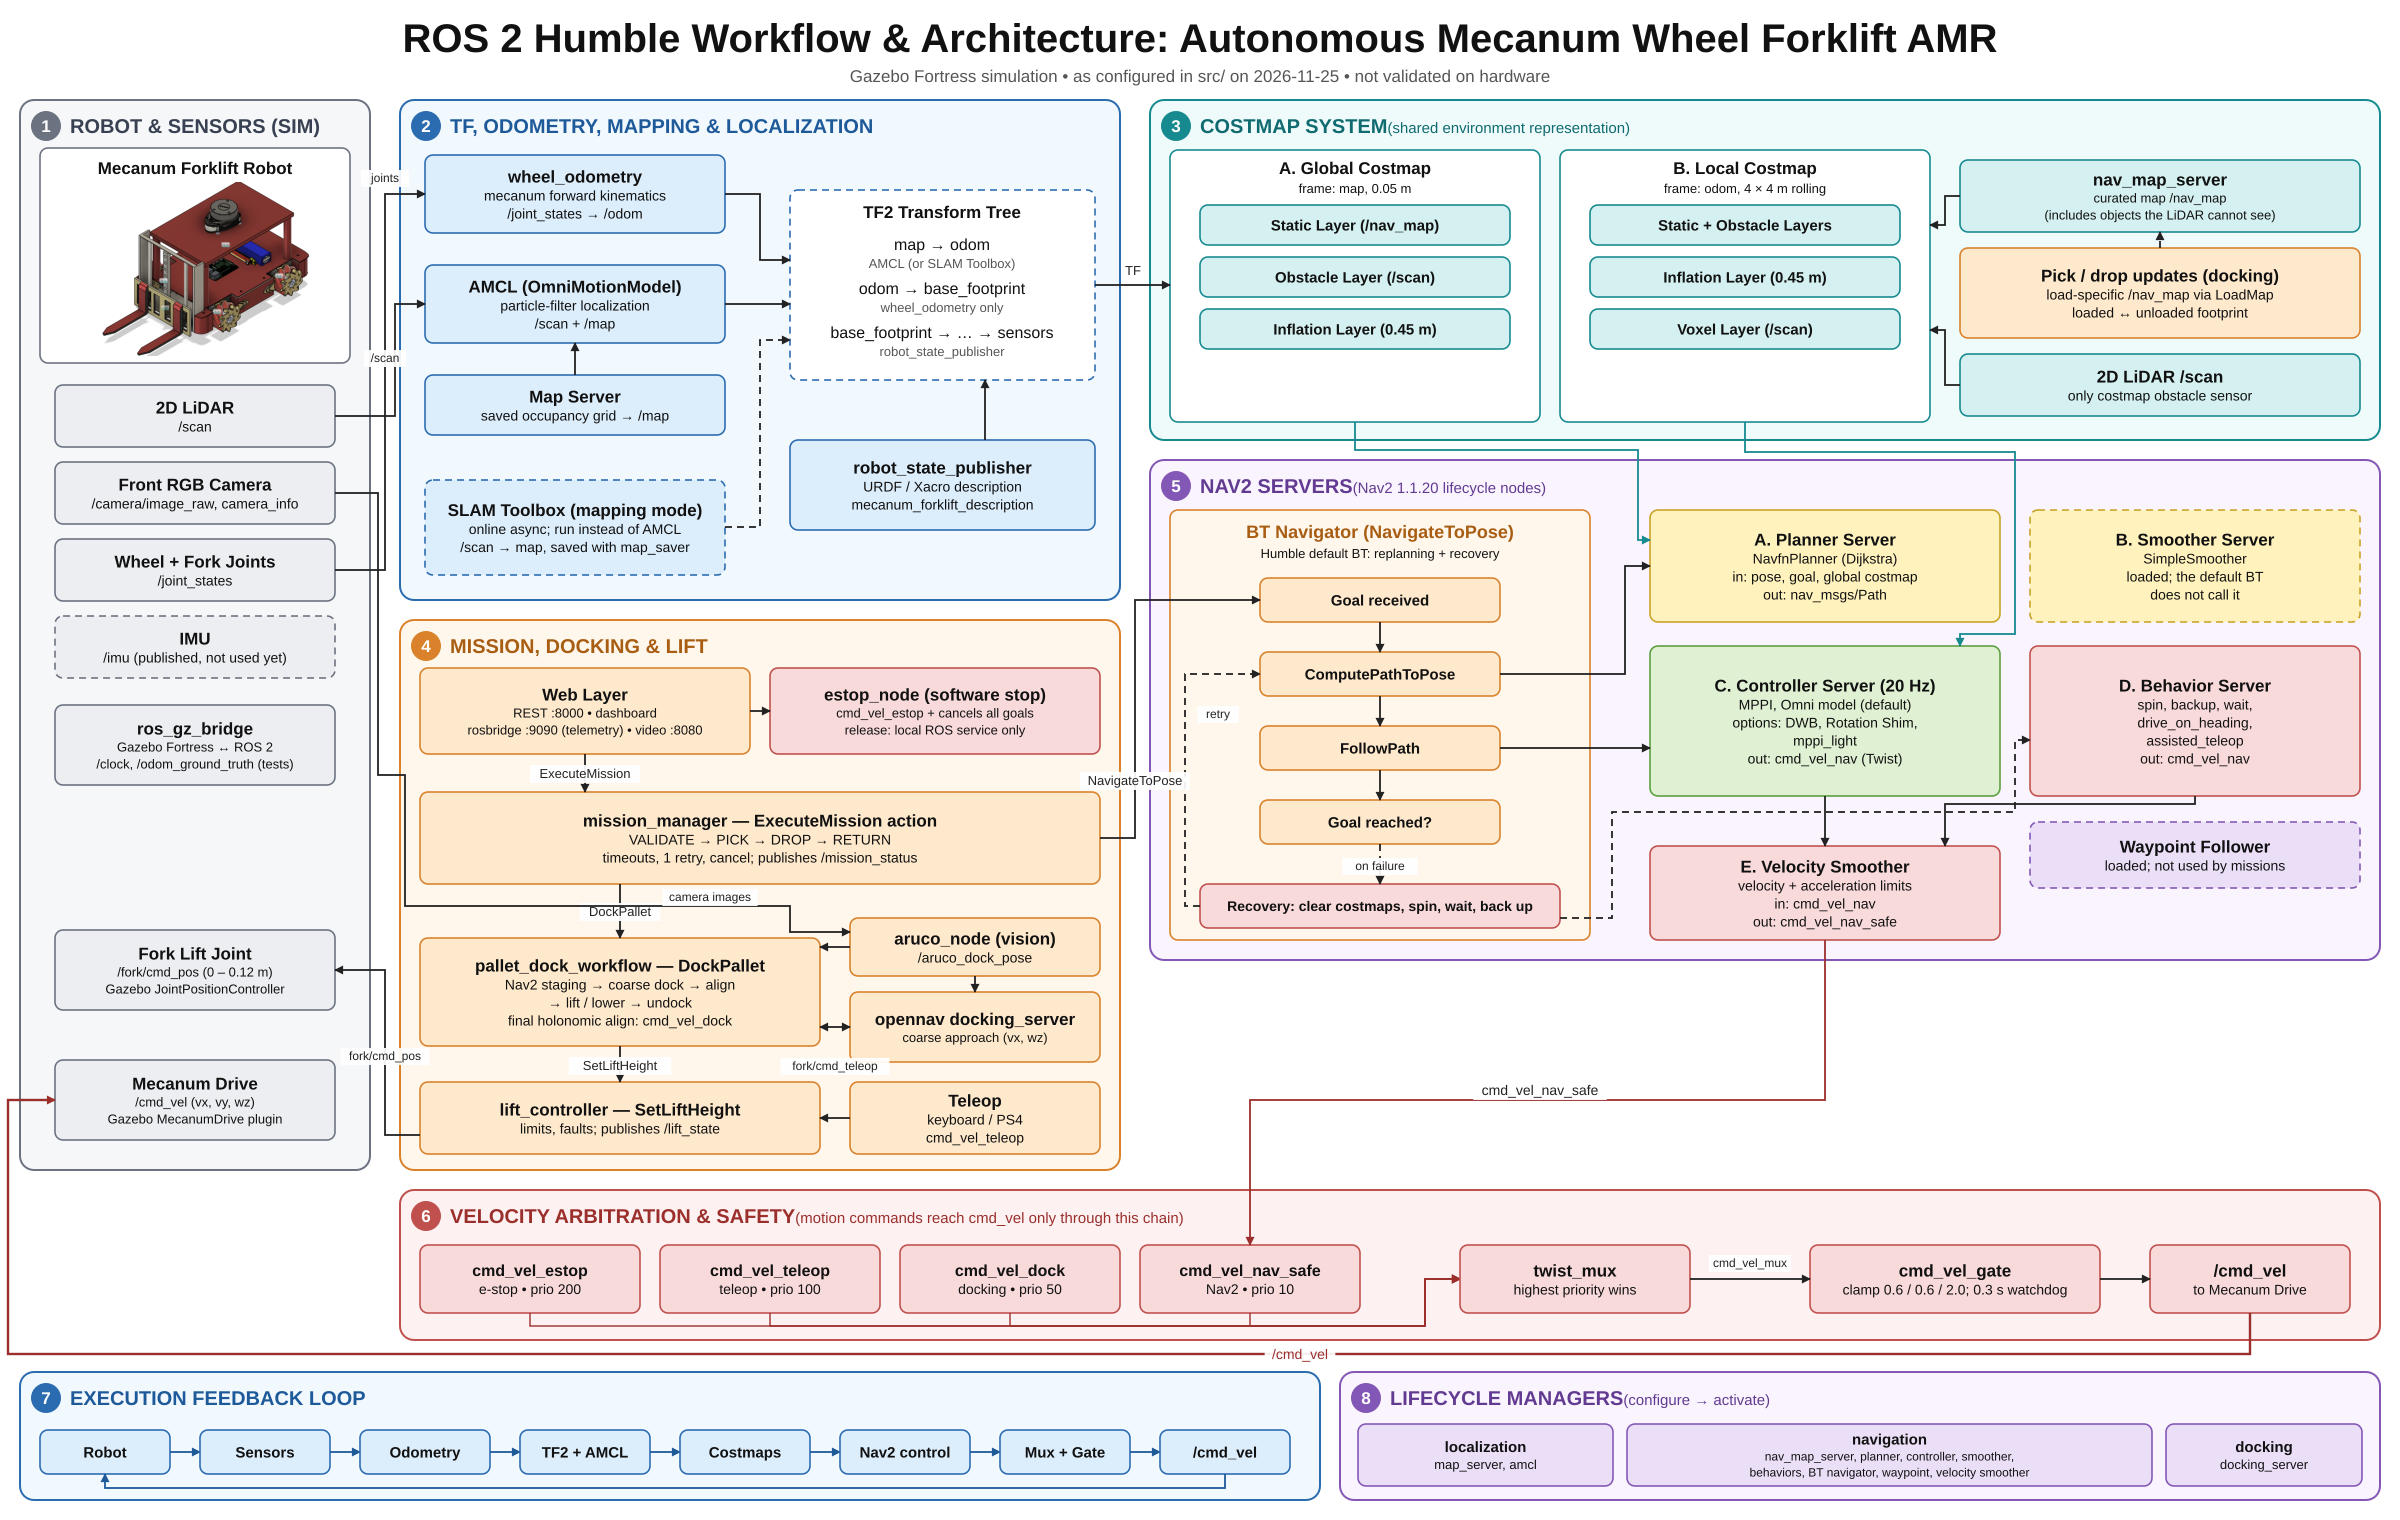 ROS 2 Humble Workflow & Architecture: Autonomous Mecanum Wheel Forklift AMR
Gazebo Fortress simulation • as configured in src/ on 2026-11-25 • not validated on hardware
1 ROBOT & SENSORS (SIM)
Mecanum Forklift Robot
2D LiDAR
/scan
Front RGB Camera
/camera/image_raw, camera_info
Wheel + Fork Joints
/joint_states
IMU
/imu (published, not used yet)
ros_gz_bridge
Gazebo Fortress ↔ ROS 2
/clock, /odom_ground_truth (tests)
Fork Lift Joint
/fork/cmd_pos (0 – 0.12 m)
Gazebo JointPositionController
Mecanum Drive
/cmd_vel (vx, vy, wz)
Gazebo MecanumDrive plugin
joints
/scan
fork/cmd_pos
2 TF, ODOMETRY, MAPPING & LOCALIZATION
wheel_odometry
mecanum forward kinematics
/joint_states → /odom
AMCL (OmniMotionModel)
particle-filter localization
/scan + /map
Map Server
saved occupancy grid → /map
SLAM Toolbox (mapping mode)
online async; run instead of AMCL
/scan → map, saved with map_saver
TF2 Transform Tree
map → odom
AMCL (or SLAM Toolbox)
odom → base_footprint
wheel_odometry only
base_footprint → … → sensors
robot_state_publisher
robot_state_publisher
URDF / Xacro description
mecanum_forklift_description
TF
3 COSTMAP SYSTEM(shared environment representation)
A. Global Costmap
frame: map, 0.05 m
Static Layer (/nav_map)
Obstacle Layer (/scan)
Inflation Layer (0.45 m)
B. Local Costmap
frame: odom, 4 × 4 m rolling
Static + Obstacle Layers
Inflation Layer (0.45 m)
Voxel Layer (/scan)
nav_map_server
curated map /nav_map
(includes objects the LiDAR cannot see)
Pick / drop updates (docking)
load-specific /nav_map via LoadMap
loaded ↔ unloaded footprint
2D LiDAR /scan
only costmap obstacle sensor
4 MISSION, DOCKING & LIFT
Web Layer
REST :8000 • dashboard
rosbridge :9090 (telemetry) • video :8080
estop_node (software stop)
cmd_vel_estop + cancels all goals
release: local ROS service only
ExecuteMission
mission_manager — ExecuteMission action
VALIDATE → PICK → DROP → RETURN
timeouts, 1 retry, cancel; publishes /mission_status
camera images
DockPallet
pallet_dock_workflow — DockPallet
Nav2 staging → coarse dock → align
→ lift / lower → undock
final holonomic align: cmd_vel_dock
aruco_node (vision)
/aruco_dock_pose
opennav docking_server
coarse approach (vx, wz)
SetLiftHeight
fork/cmd_teleop
lift_controller — SetLiftHeight
limits, faults; publishes /lift_state
Teleop
keyboard / PS4
cmd_vel_teleop
NavigateToPose
5 NAV2 SERVERS(Nav2 1.1.20 lifecycle nodes)
BT Navigator (NavigateToPose)
Humble default BT: replanning + recovery
Goal received
ComputePathToPose
retry
FollowPath
Goal reached?
on failure
Recovery: clear costmaps, spin, wait, back up
A. Planner Server
NavfnPlanner (Dijkstra)
in: pose, goal, global costmap
out: nav_msgs/Path
B. Smoother Server
SimpleSmoother
loaded; the default BT
does not call it
C. Controller Server (20 Hz)
MPPI, Omni model (default)
options: DWB, Rotation Shim,
mppi_light
out: cmd_vel_nav (Twist)
D. Behavior Server
spin, backup, wait,
drive_on_heading,
assisted_teleop
out: cmd_vel_nav
E. Velocity Smoother
velocity + acceleration limits
in: cmd_vel_nav
out: cmd_vel_nav_safe
Waypoint Follower
loaded; not used by missions
cmd_vel_nav_safe
6 VELOCITY ARBITRATION & SAFETY(motion commands reach cmd_vel only through this chain)
cmd_vel_estop
e-stop • prio 200
cmd_vel_teleop
teleop • prio 100
cmd_vel_dock
docking • prio 50
cmd_vel_nav_safe
Nav2 • prio 10
twist_mux
highest priority wins
cmd_vel_mux
cmd_vel_gate
clamp 0.6 / 0.6 / 2.0; 0.3 s watchdog
/cmd_vel
to Mecanum Drive
/cmd_vel
7 EXECUTION FEEDBACK LOOP
Robot
Sensors
Odometry
TF2 + AMCL
Costmaps
Nav2 control
Mux + Gate
/cmd_vel
8 LIFECYCLE MANAGERS(configure → activate)
localization
map_server, amcl
navigation
nav_map_server, planner, controller, smoother,
behaviors, BT navigator, waypoint, velocity smoother
docking
docking_server